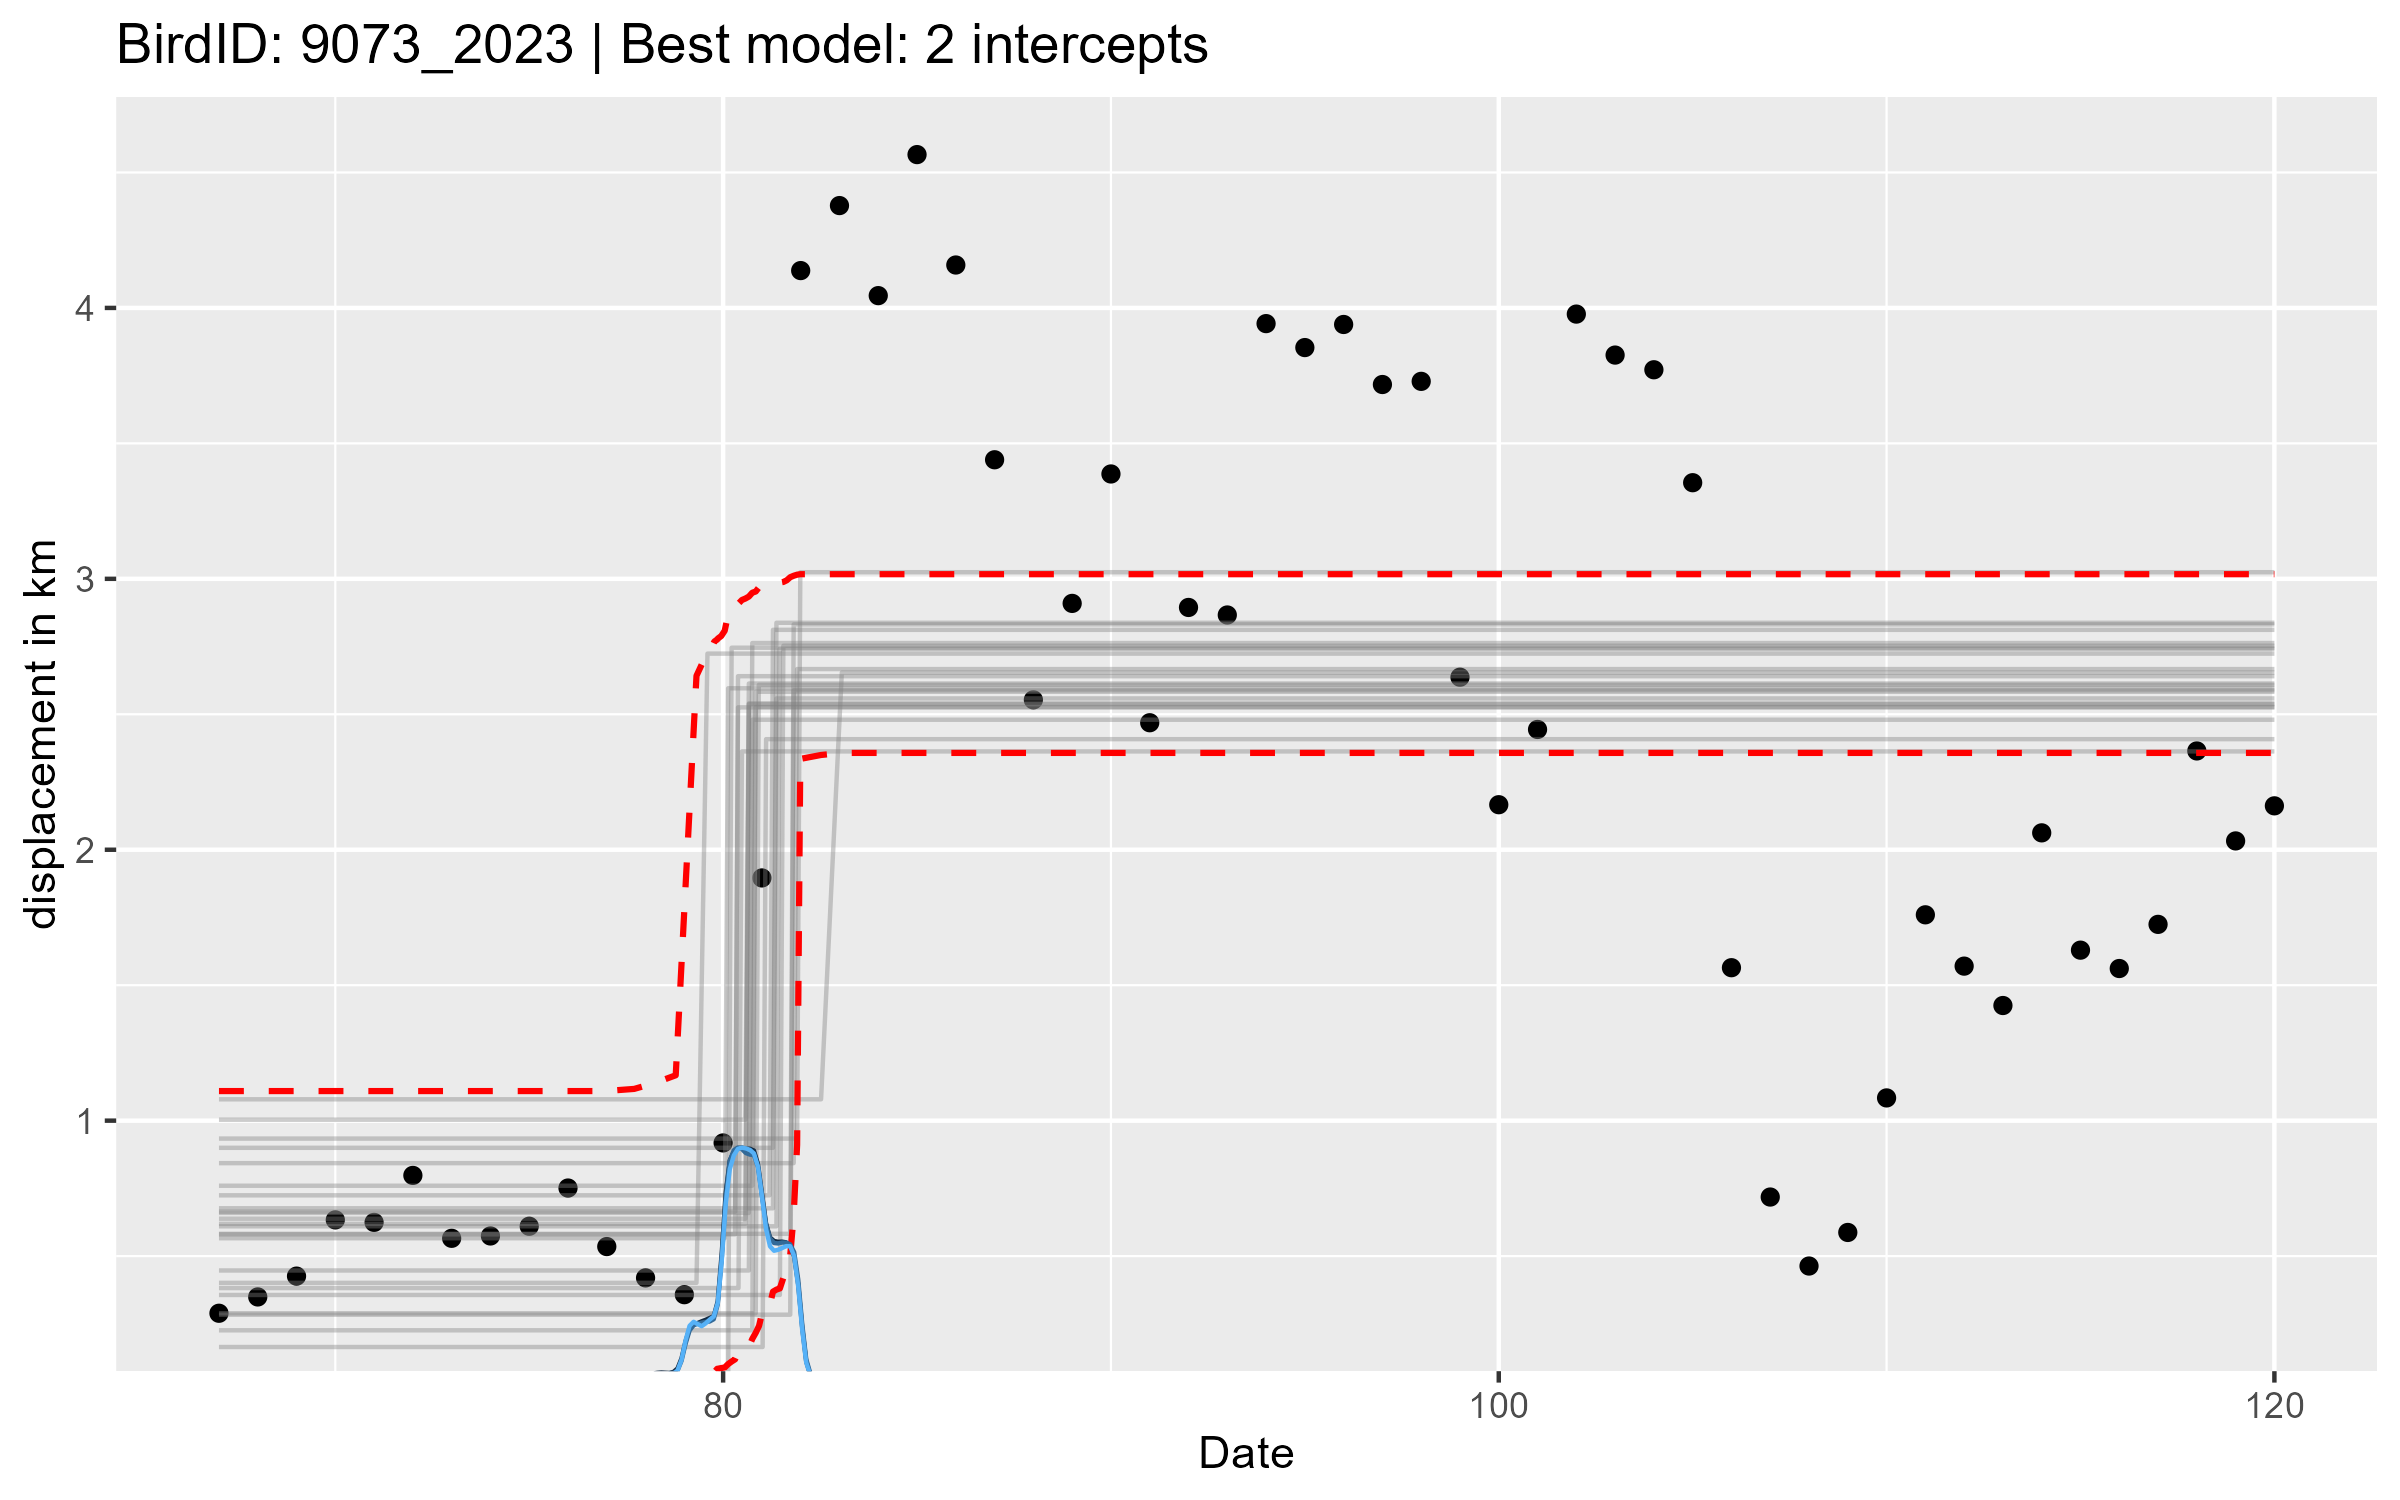 BirdID: 9073_2023 | Best model: 2 intercepts
displacement in km
4
3
2
1
80
100
120
Date